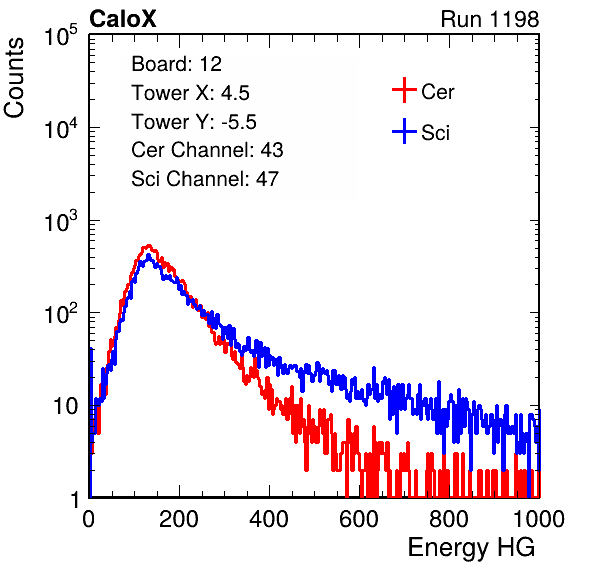 CaloX Run 1198
Counts
10^5
10^4
10^3
10^2
10
1
Board: 12
Tower X: 4.5
Tower Y: -5.5
Cer Channel: 43
Sci Channel: 47
Cer
Sci
0 200 400 600 800 1000
Energy HG